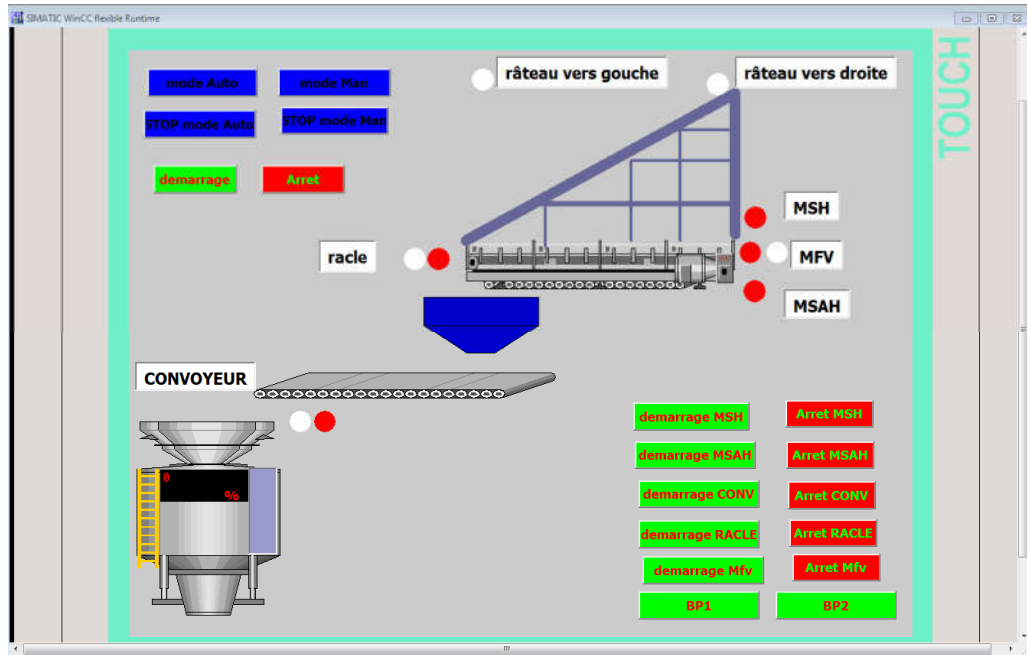 SIMATIC WinCC flexible Runtime
TOUCH
mode Auto
mode Man
STOP mode Auto
STOP mode Man
demarrage
Arret
râteau vers gouche
râteau vers droite
MSH
MFV
MSAH
racle
CONVOYEUR
0
%
demarrage MSH
Arret MSH
demarrage MSAH
Arret MSAH
demarrage CONV
Arret CONV
demarrage RACLE
Arret RACLE
demarrage Mfv
Arret Mfv
BP1
BP2